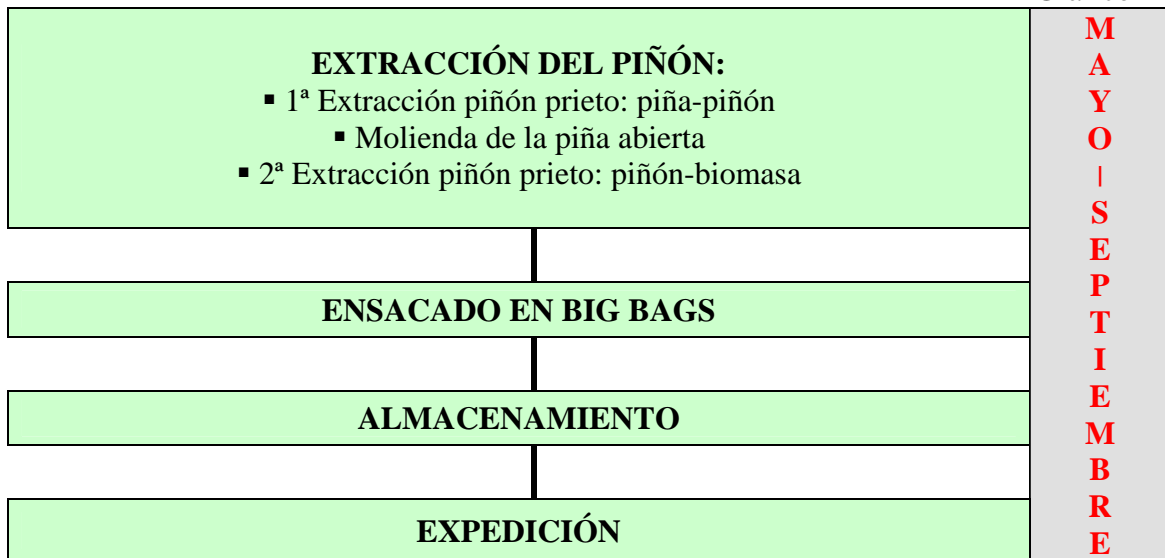 EXTRACCIÓN DEL PIÑÓN:
▪ 1ª Extracción piñón prieto: piña-piñón
▪ Molienda de la piña abierta
▪ 2ª Extracción piñón prieto: piñón-biomasa
ENSACADO EN BIG BAGS
ALMACENAMIENTO
EXPEDICIÓN
M
A
Y
O
|
S
E
P
T
I
E
M
B
R
E